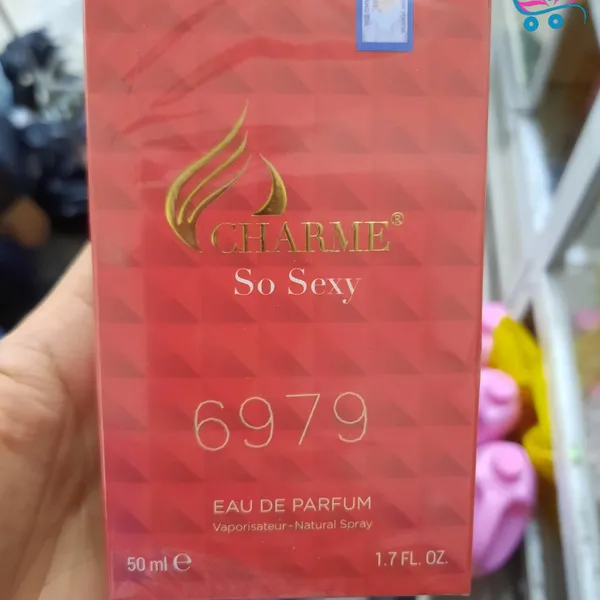 CHARME®
So Sexy
6979
EAU DE PARFUM
Vaporisateur-Natural Spray
50 ml ℮
1.7 FL. OZ.